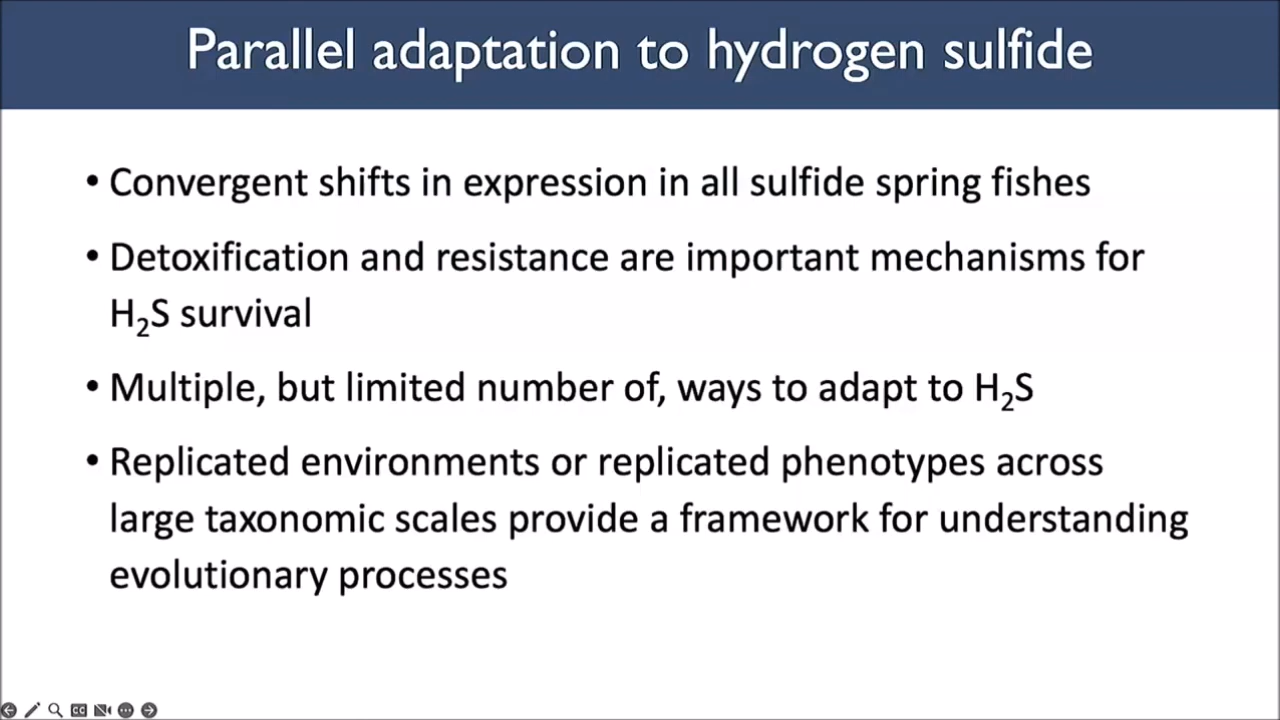 Parallel adaptation to hydrogen sulfide
• Convergent shifts in expression in all sulfide spring fishes
• Detoxification and resistance are important mechanisms for
H₂S survival
• Multiple, but limited number of, ways to adapt to H₂S
• Replicated environments or replicated phenotypes across
large taxonomic scales provide a framework for understanding
evolutionary processes
CC